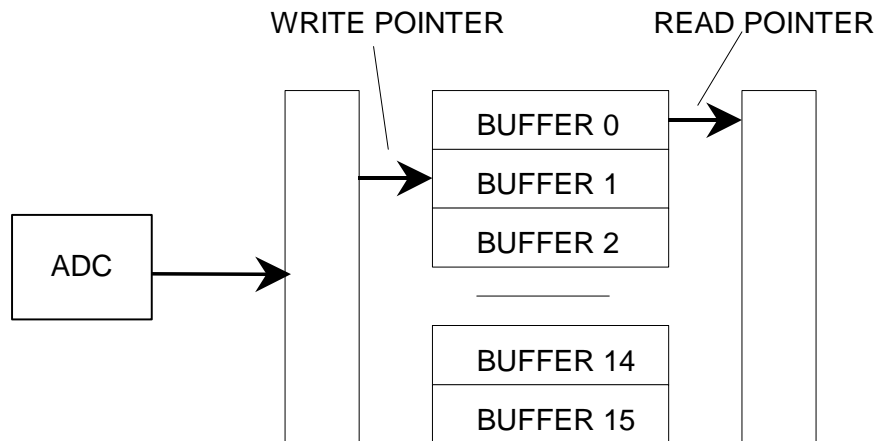 WRITE POINTER
READ POINTER
BUFFER 0
BUFFER 1
BUFFER 2
ADC
BUFFER 14
BUFFER 15